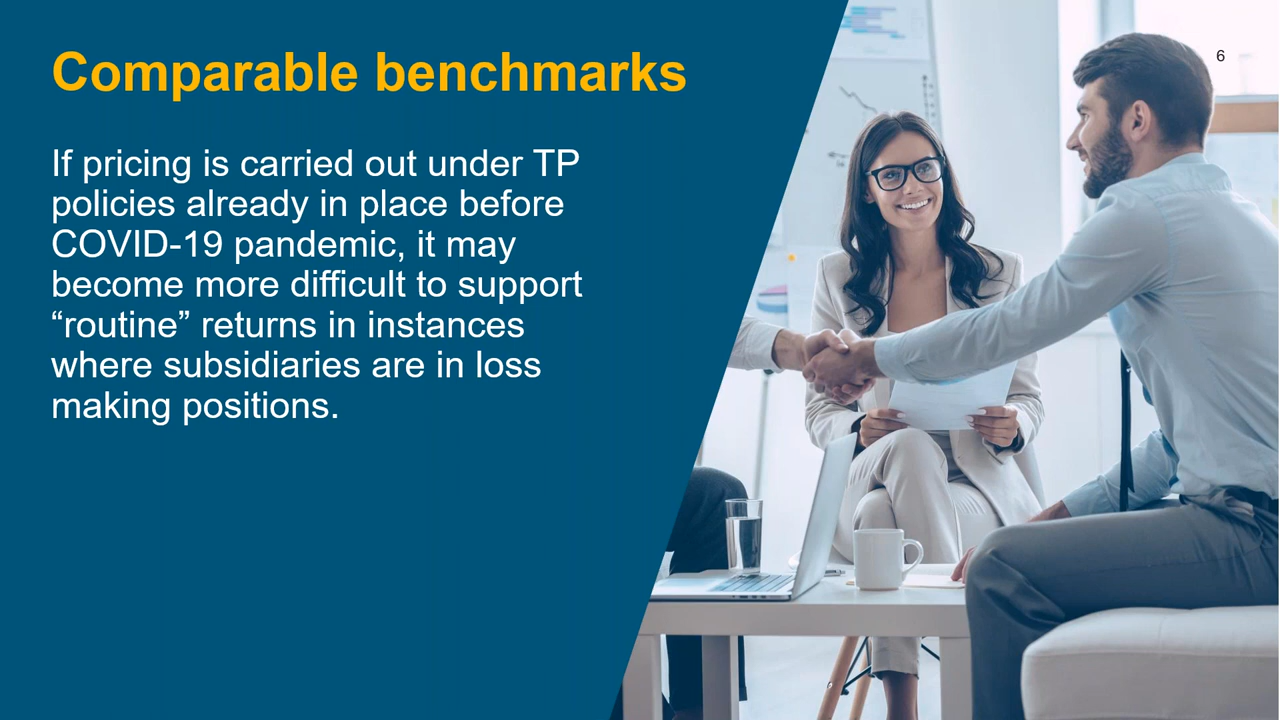 Comparable benchmarks
6
If pricing is carried out under TP
policies already in place before
COVID-19 pandemic, it may
become more difficult to support
“routine” returns in instances
where subsidiaries are in loss
making positions.